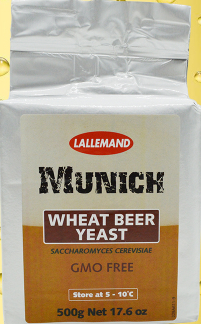 LALLEMAND
MUNICH
WHEAT BEER
YEAST
SACCHAROMYCES CEREVISIAE
GMO FREE
Store at 5 - 10°C
500g Net 17.6 oz